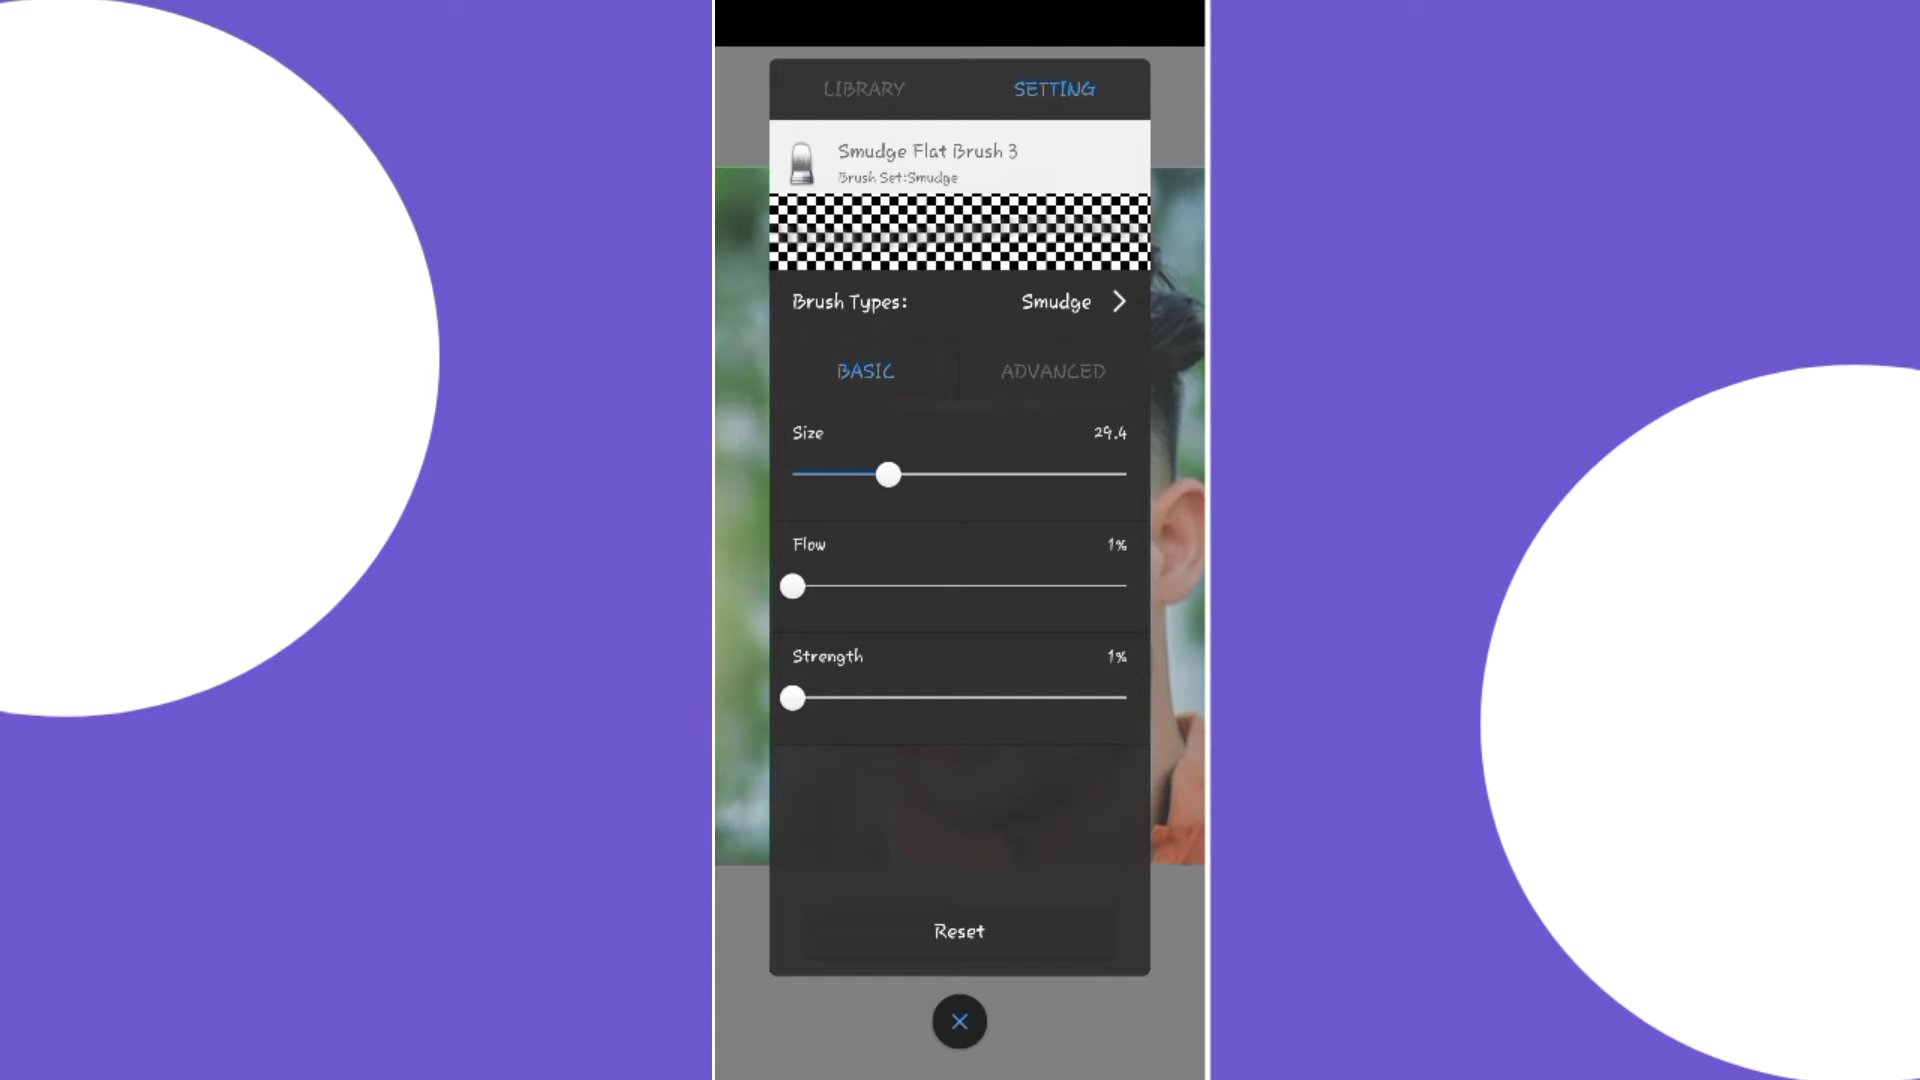 LIBRARY SETTING
Smudge Flat Brush 3
Brush Set:Smudge
Brush Types: Smudge
BASIC ADVANCED
Size 29.4
Flow 1%
Strength 1%
Reset